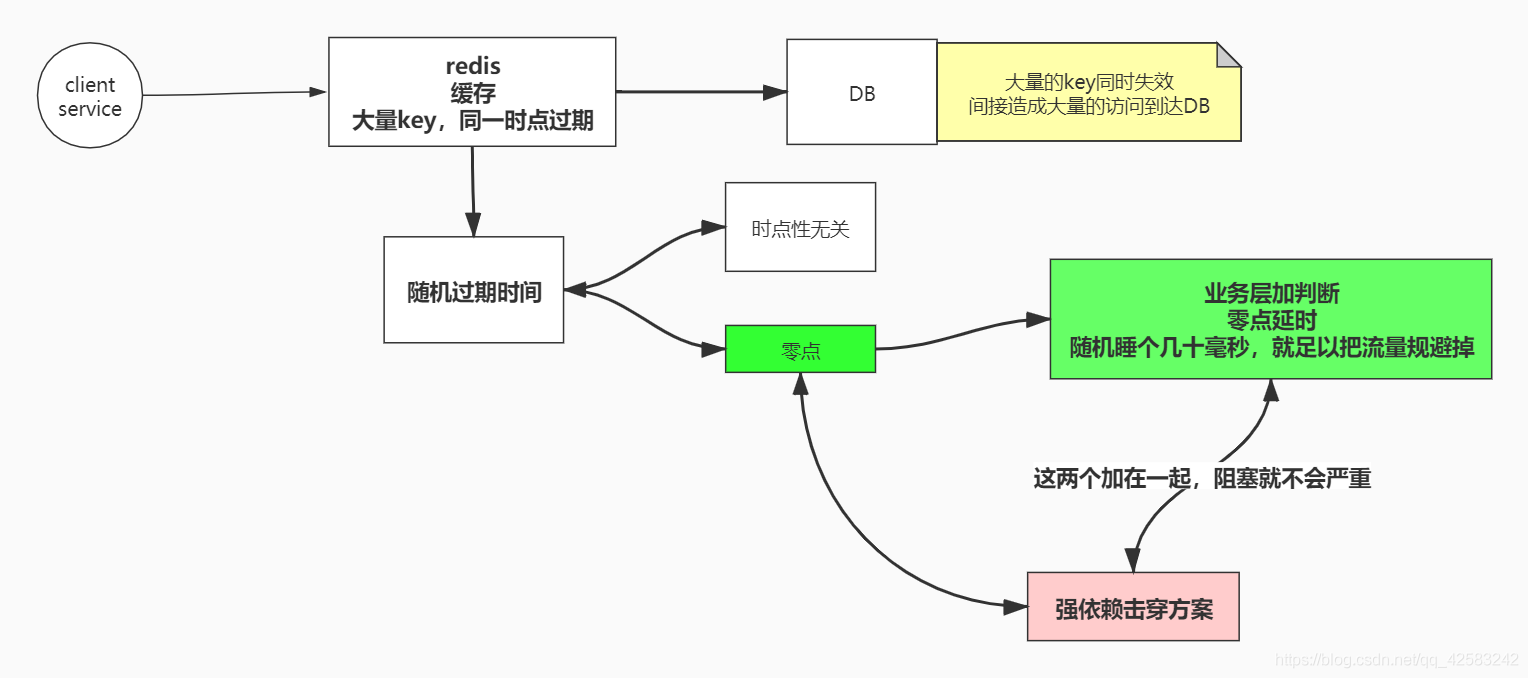 client
service
redis
缓存
大量key，同一时点过期
DB
大量的key同时失效
间接造成大量的访问到达DB
随机过期时间
时点性无关
零点
业务层加判断
零点延时
随机睡个几十毫秒，就足以把流量规避掉
这两个加在一起，阻塞就不会严重
强依赖击穿方案
https://blog.csdn.net/qq_42583242